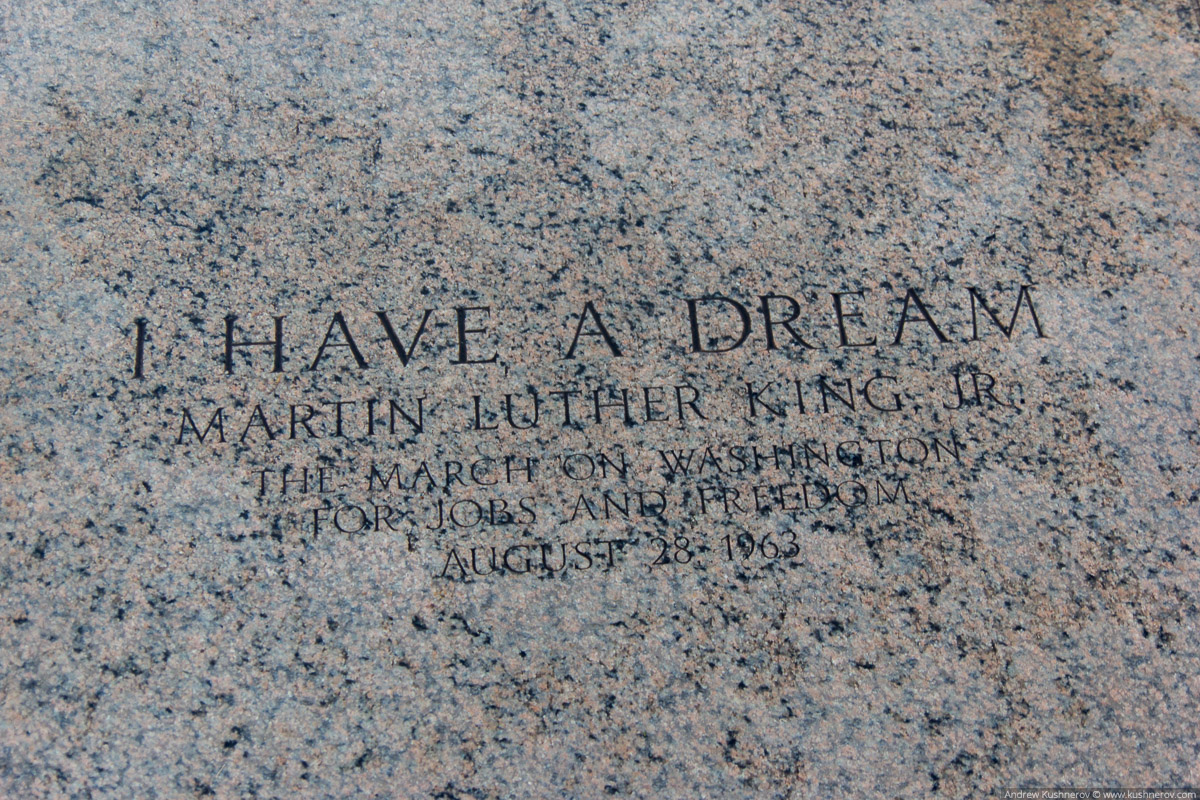 I HAVE A DREAM
MARTIN LUTHER KING, JR.
THE MARCH ON WASHINGTON
FOR JOBS AND FREEDOM
AUGUST 28, 1963
Andrew Kushnerov © www.kushnerov.com